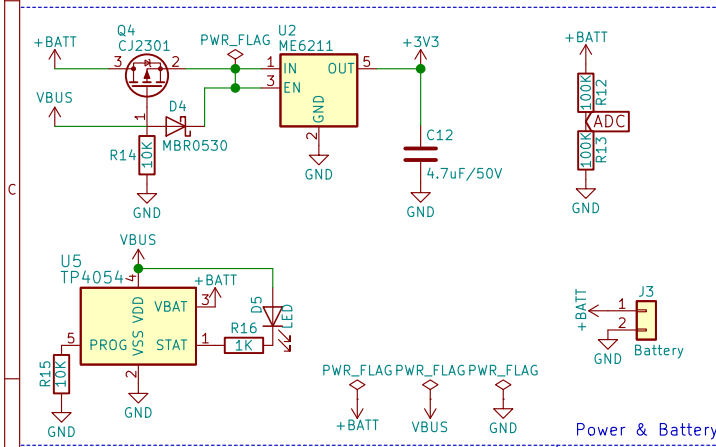 Q4
CJ2301
+BATT
3
2
1
VBUS
PWR_FLAG
D4
MBR0530
R14
10K
GND
U2
ME6211
1
IN
OUT
5
3
EN
GND
2
GND
+3V3
C12
4.7uF/50V
GND
+BATT
100K
R12
ADC
100K
R13
GND
C
VBUS
U5
TP4054
4
+BATT
VDD
VBAT
3
5
PROG
VSS
STAT
1
2
GND
R15
10K
GND
R16
1K
D5
LED
PWR_FLAG
PWR_FLAG
PWR_FLAG
+BATT
VBUS
GND
J3
+BATT
1
2
GND
Battery
Power & Battery